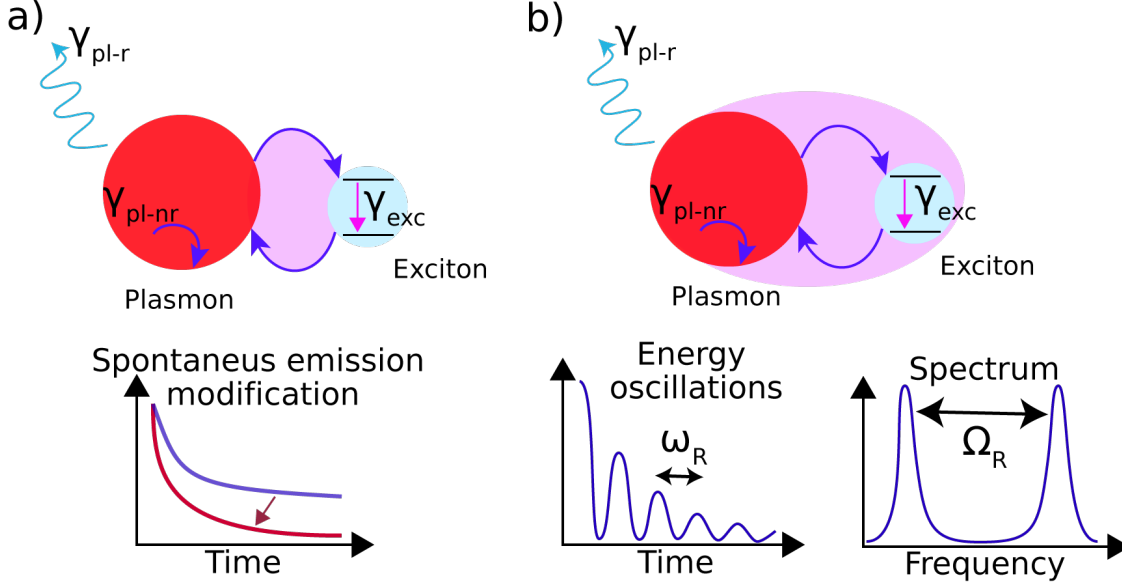 a)
γpl-r
γpl-nr
γexc
Exciton
Plasmon
Spontaneus emission
modification
Time
b)
γpl-r
γpl-nr
γexc
Exciton
Plasmon
Energy
oscillations
ωR
Time
Spectrum
ΩR
Frequency